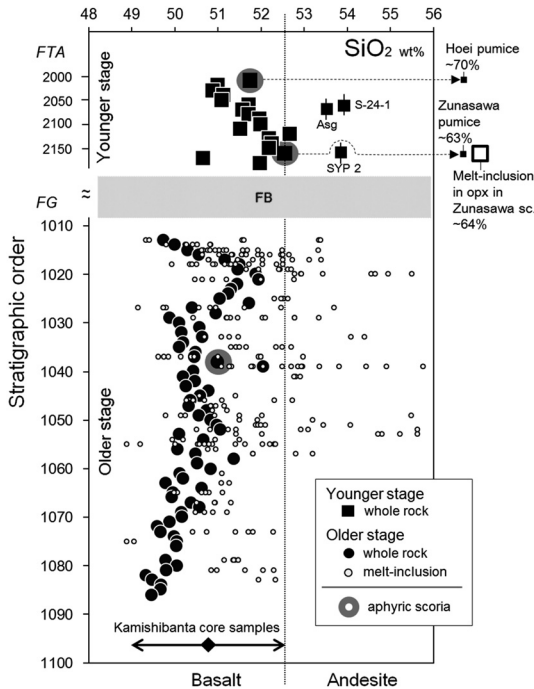 46 50 51 52 53 54 55 56
FTA
SiO2 wt%
Hoei pumice
~70%
2000
2050
2100
2150
Younger stage
S-24-1
Asg
SYP 2
Zunasawa
pumice
~63%
Melt-inclusion
in opx in
Zunasawa sc.
~64%
≈
FB
FG
1010
1020
1030
1040
1050
1060
1070
1080
1090
1100
Stratigraphic order
Older stage
Younger stage
whole rock
Older stage
whole rock
melt-inclusion
aphyric scoria
Kamishibanta core samples
Basalt
Andesite